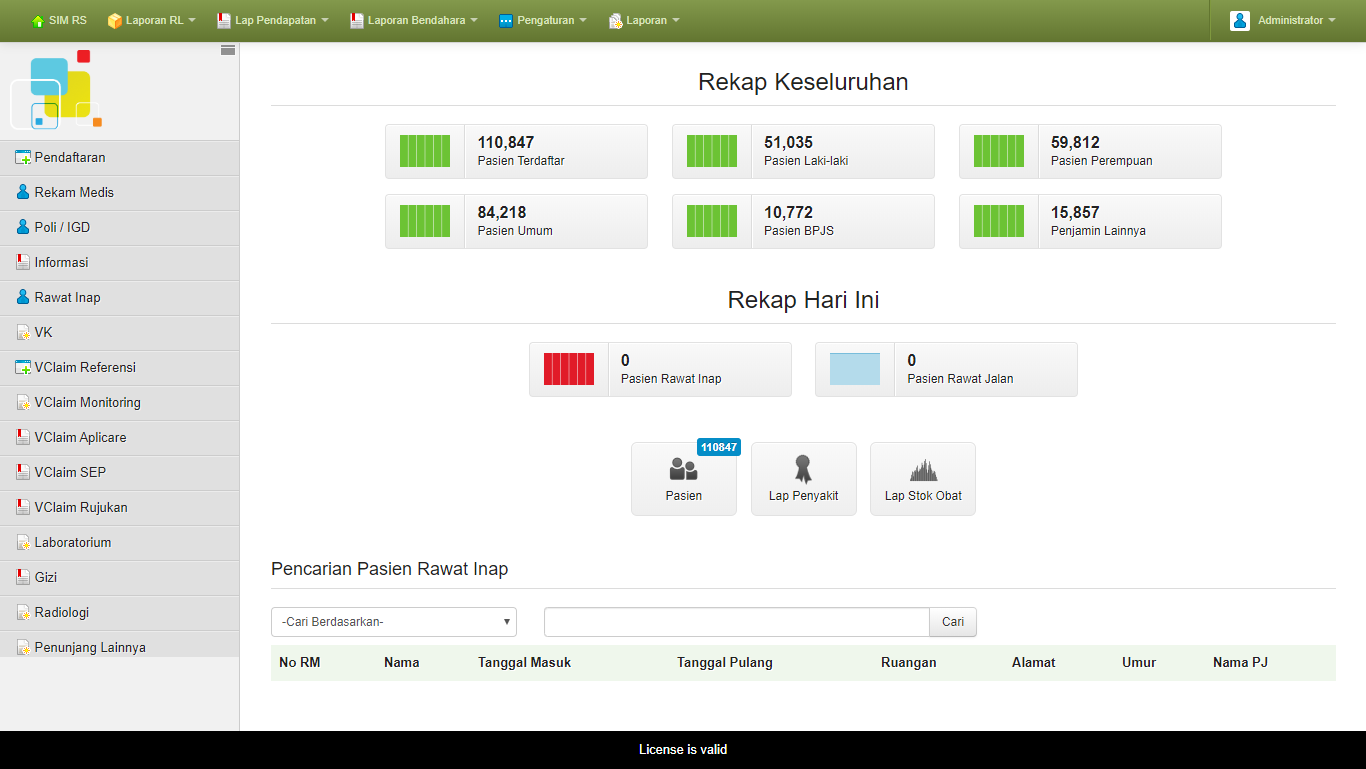 SIM RS Laporan RL Lap Pendapatan Laporan Bendahara Pengaturan Laporan Administrator
Pendaftaran
Rekam Medis
Poli / IGD
Informasi
Rawat Inap
VK
VClaim Referensi
VClaim Monitoring
VClaim Aplicare
VClaim SEP
VClaim Rujukan
Laboratorium
Gizi
Radiologi
Penunjang Lainnya
Rekap Keseluruhan
110,847
Pasien Terdaftar
51,035
Pasien Laki-laki
59,812
Pasien Perempuan
84,218
Pasien Umum
10,772
Pasien BPJS
15,857
Penjamin Lainnya
Rekap Hari Ini
0
Pasien Rawat Inap
0
Pasien Rawat Jalan
110847
Pasien
Lap Penyakit
Lap Stok Obat
Pencarian Pasien Rawat Inap
-Cari Berdasarkan- Cari
No RM Nama Tanggal Masuk Tanggal Pulang Ruangan Alamat Umur Nama PJ
License is valid